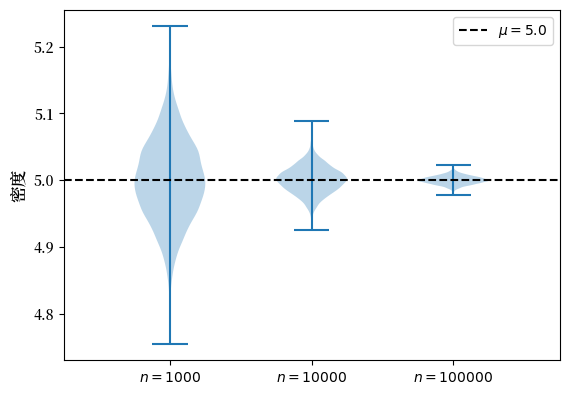 μ = 5.0
5.2
5.1
5.0
4.9
4.8
密度
n = 1000
n = 10000
n = 100000